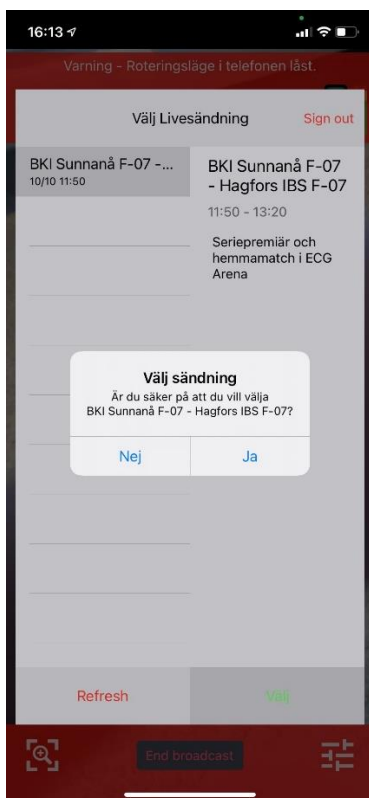 16:13
Varning - Roteringsläge i telefonen låst.
Välj Livesändning
Sign out
BKI Sunnanå F-07 -...
10/10 11:50
BKI Sunnanå F-07
- Hagfors IBS F-07
11:50 - 13:20
Seriepremiär och
hemmamatch i ECG
Arena
Välj sändning
Är du säker på att du vill välja
BKI Sunnanå F-07 - Hagfors IBS F-07?
Nej
Ja
Refresh
Välj
End broadcast